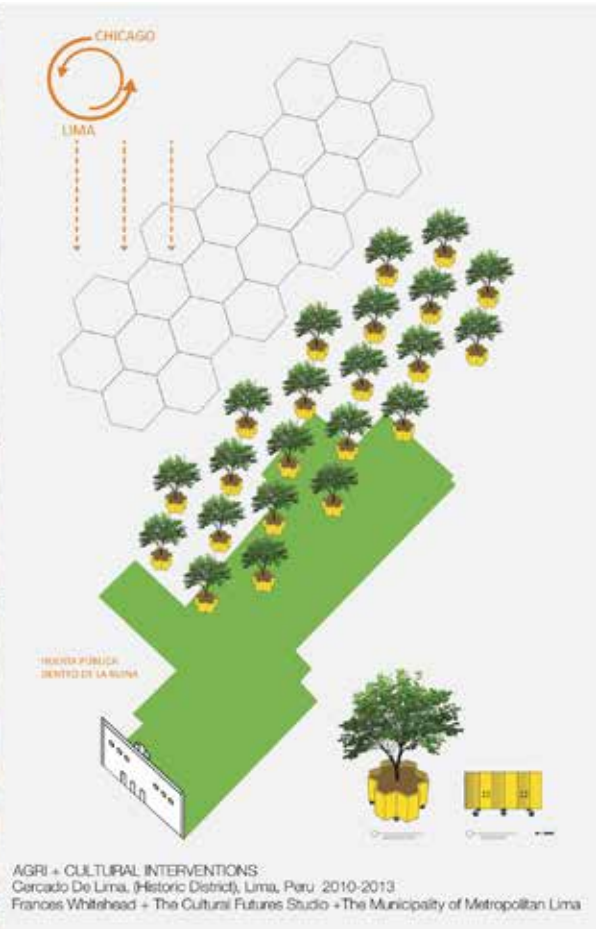 CHICAGO
LIMA
HUERTA PÚBLICA
DENTRO DE LA RUINA
AGRI + CULTURAL INTERVENTIONS
Cercado De Lima, (Historic District), Lima, Peru 2010-2013
Frances Whitehead + The Cultural Futures Studio +The Municipality of Metropolitan Lima